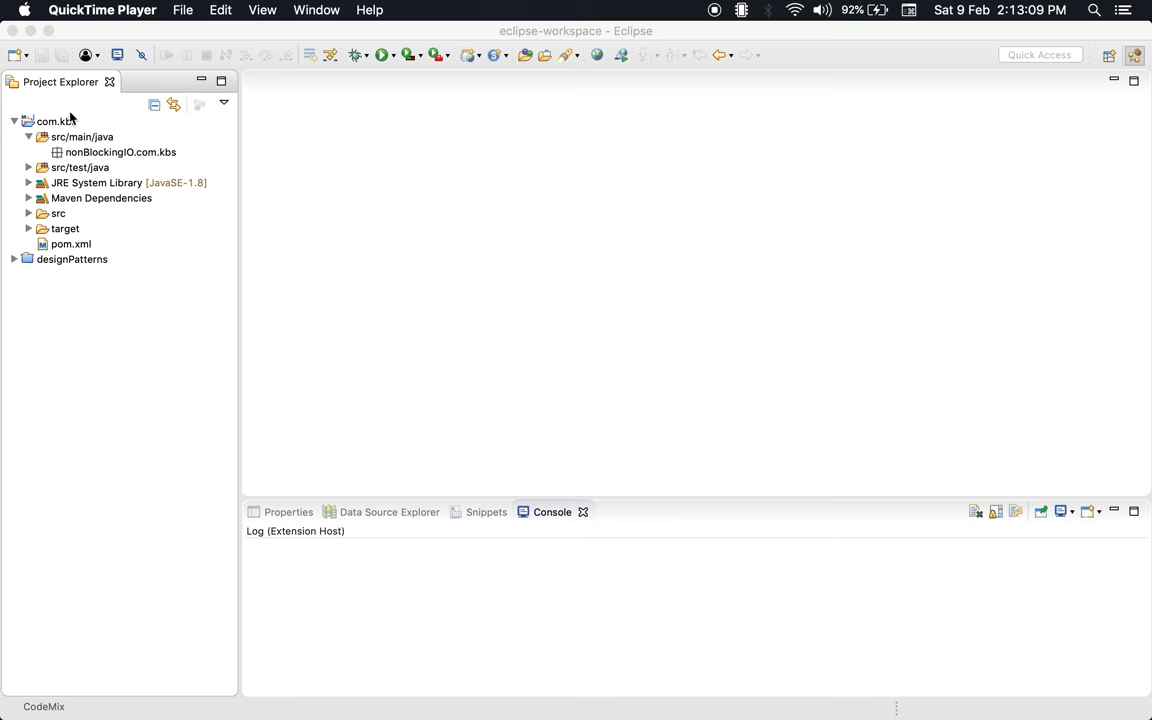 QuickTime Player File Edit View Window Help 92% Sat 9 Feb 2:13:09 PM
eclipse-workspace - Eclipse
Quick Access
Project Explorer
com.kbs
src/main/java
nonBlockingIO.com.kbs
src/test/java
JRE System Library [JavaSE-1.8]
Maven Dependencies
src
target
pom.xml
designPatterns
Properties Data Source Explorer Snippets Console
Log (Extension Host)
CodeMix